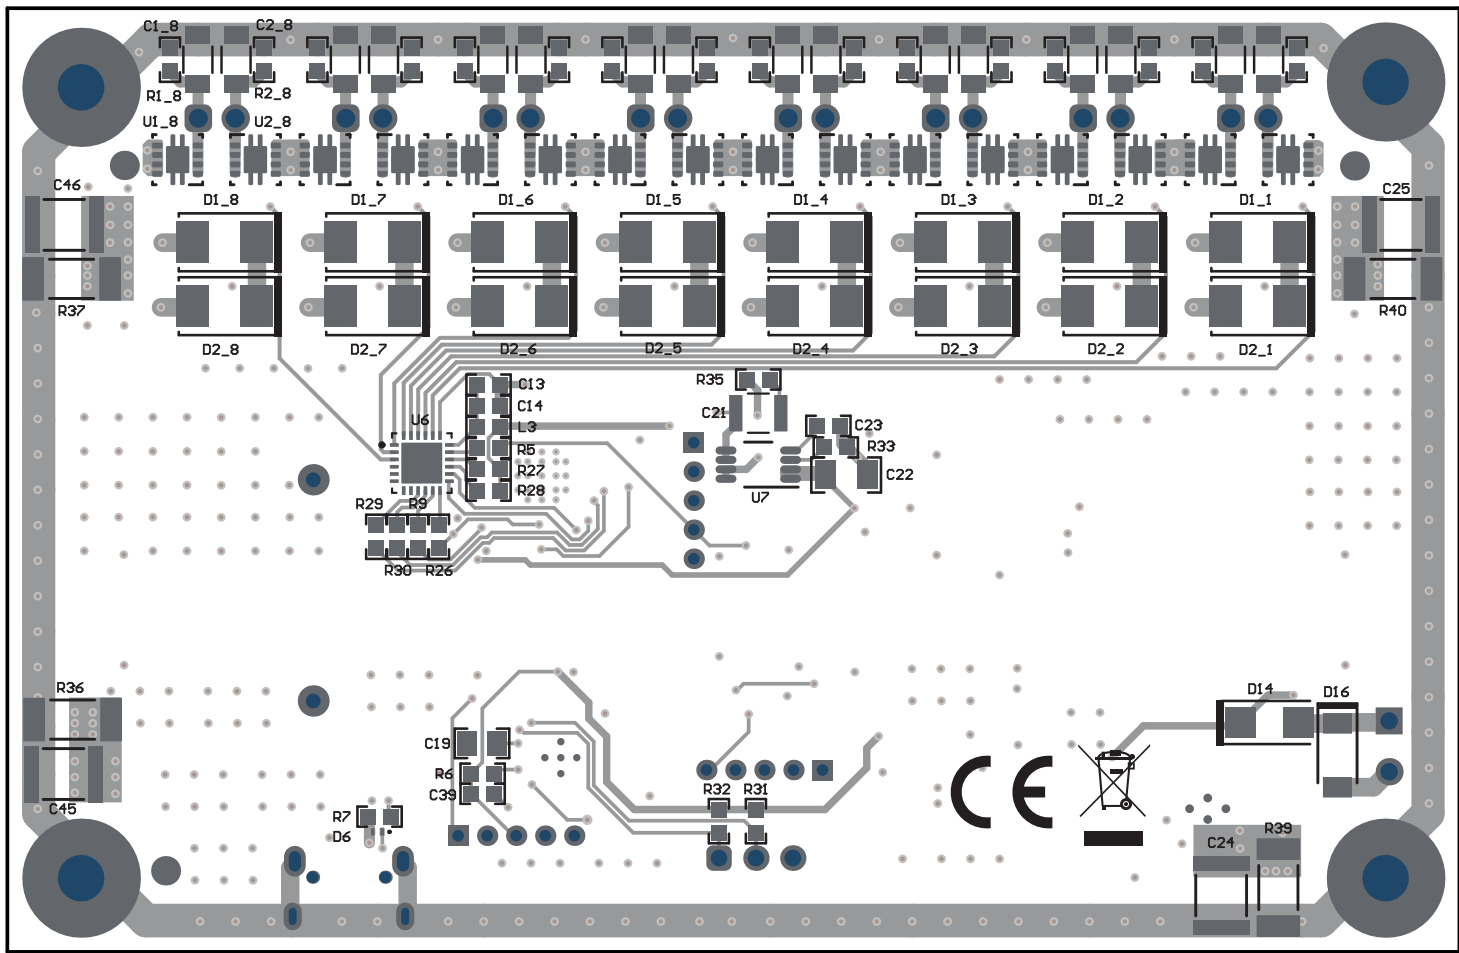 C1_8 C2_8
R1_8 R2_8
U1_8 U2_8
C46 C25
D1_8 D1_7 D1_6 D1_5 D1_4 D1_3 D1_2 D1_1
R37 R40
D2_8 D2_7 D2_6 D2_5 D2_4 D2_3 D2_2 D2_1
C13 R35
C14
U6 C21
L3 C23
R5 R33
R27 C22
R28 U7
R29 R9
R30 R26
R36 D14 D16
C19
R6
C39 R32 R31
C45 R7
D6 CE
C24 R39